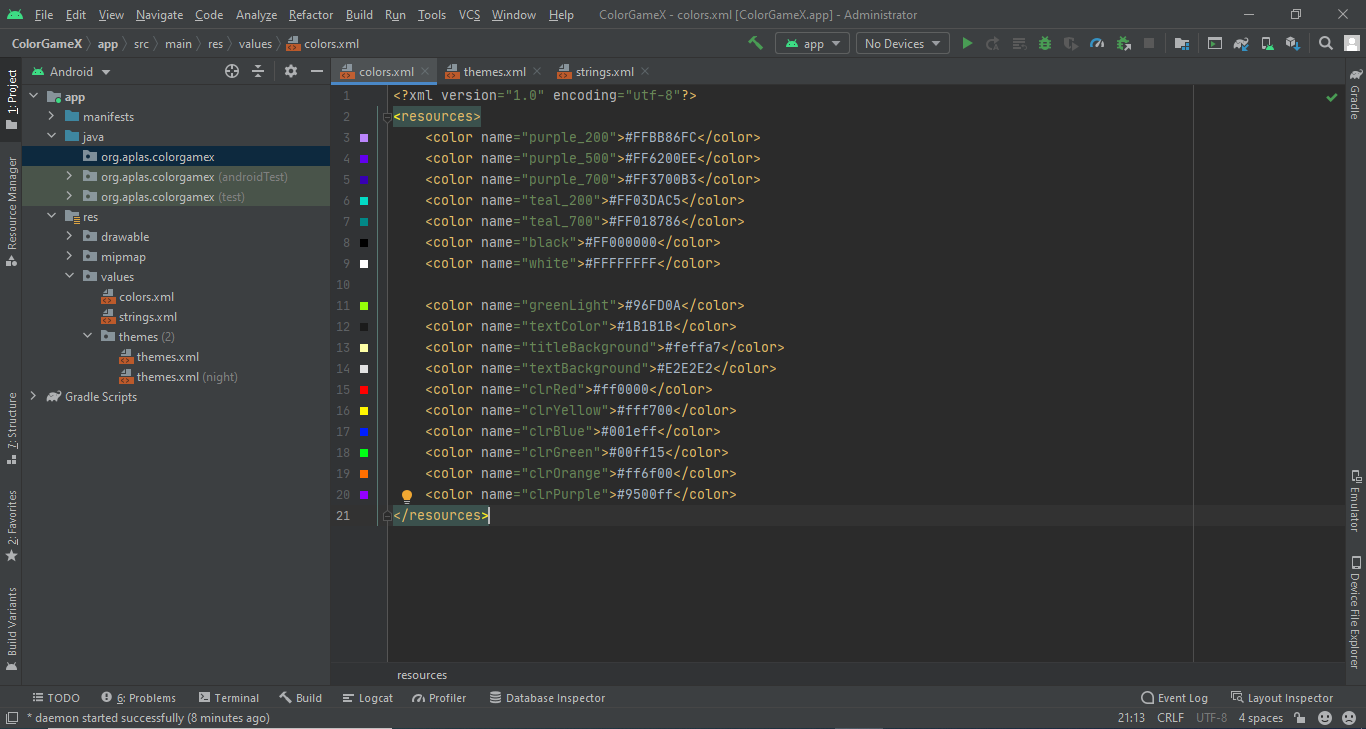 File Edit View Navigate Code Analyze Refactor Build Run Tools VCS Window Help ColorGameX - colors.xml [ColorGameX.app] - Administrator
ColorGameX app src main res values colors.xml app No Devices
1: Project
Resource Manager
7: Structure
2: Favorites
Build Variants
Android
app
manifests
java
org.aplas.colorgamex
org.aplas.colorgamex (androidTest)
org.aplas.colorgamex (test)
res
drawable
mipmap
values
colors.xml
strings.xml
themes (2)
themes.xml
themes.xml (night)
Gradle Scripts
colors.xml themes.xml strings.xml
1 <?xml version="1.0" encoding="utf-8"?>
2 <resources>
3 <color name="purple_200">#FFBB86FC</color>
4 <color name="purple_500">#FF6200EE</color>
5 <color name="purple_700">#FF3700B3</color>
6 <color name="teal_200">#FF03DAC5</color>
7 <color name="teal_700">#FF018786</color>
8 <color name="black">#FF000000</color>
9 <color name="white">#FFFFFFFF</color>
10
11 <color name="greenLight">#96FD0A</color>
12 <color name="textColor">#1B1B1B</color>
13 <color name="titleBackground">#feffa7</color>
14 <color name="textBackground">#E2E2E2</color>
15 <color name="clrRed">#ff0000</color>
16 <color name="clrYellow">#fff700</color>
17 <color name="clrBlue">#001eff</color>
18 <color name="clrGreen">#00ff15</color>
19 <color name="clrOrange">#ff6f00</color>
20 <color name="clrPurple">#9500ff</color>
21 </resources>
resources
Gradle
Emulator
Device File Explorer
TODO 6: Problems Terminal Build Logcat Profiler Database Inspector Event Log Layout Inspector
* daemon started successfully (8 minutes ago) 21:13 CRLF UTF-8 4 spaces